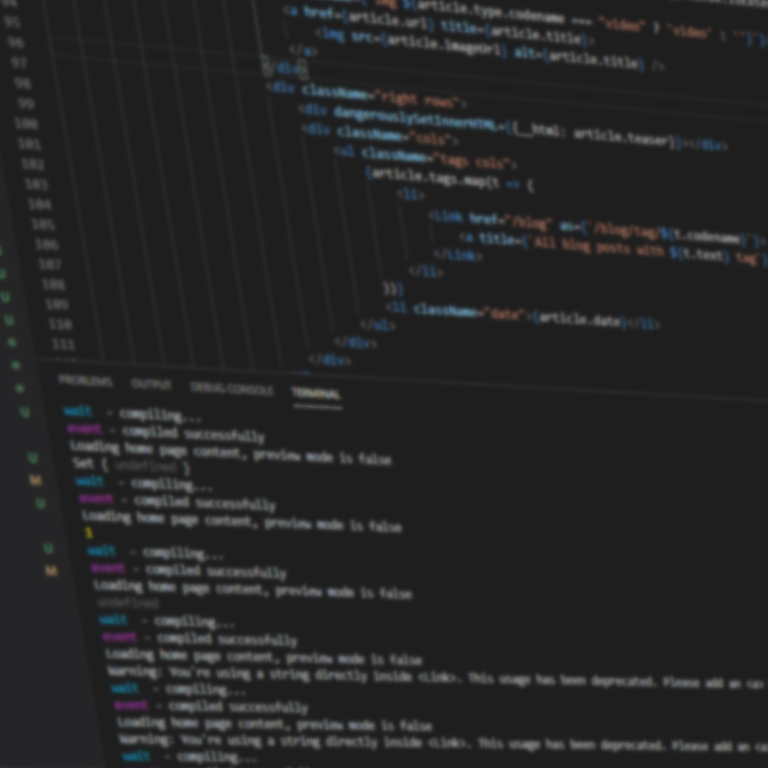 article.type.codename === "video" ? 'video' : ''}`}
95 <a href={article.url} title={article.title}>
96 <img src={article.imageUrl} alt={article.title} />
97 </a>
98 </div>
99 <div className="right rows">
100 <div dangerouslySetInnerHTML={{__html: article.teaser}}></div>
101 <div className="cols">
102 <ul className="tags cols">
103 {article.tags.map(t => {
104 <li>
105 <Link href="/blog" as={`/blog/tag/${t.codename}`}>
106 <a title={`All blog posts with ${t.text} tag`}
107 </Link>
108 </li>
109 })}
110 <li className="date">{article.date}</li>
111 </ul>
</div>
</div>
PROBLEMS OUTPUT DEBUG CONSOLE TERMINAL
wait - compiling...
event - compiled successfully
Loading home page content, preview mode is false
Set { undefined }
wait - compiling...
event - compiled successfully
Loading home page content, preview mode is false
1
wait - compiling...
event - compiled successfully
Loading home page content, preview mode is false
undefined
wait - compiling...
event - compiled successfully
Loading home page content, preview mode is false
Warning: You're using a string directly inside <Link>. This usage has been deprecated. Please add an <a>
wait - compiling...
event - compiled successfully
Loading home page content, preview mode is false
Warning: You're using a string directly inside <Link>. This usage has been deprecated. Please add an <a>
wait - compiling...